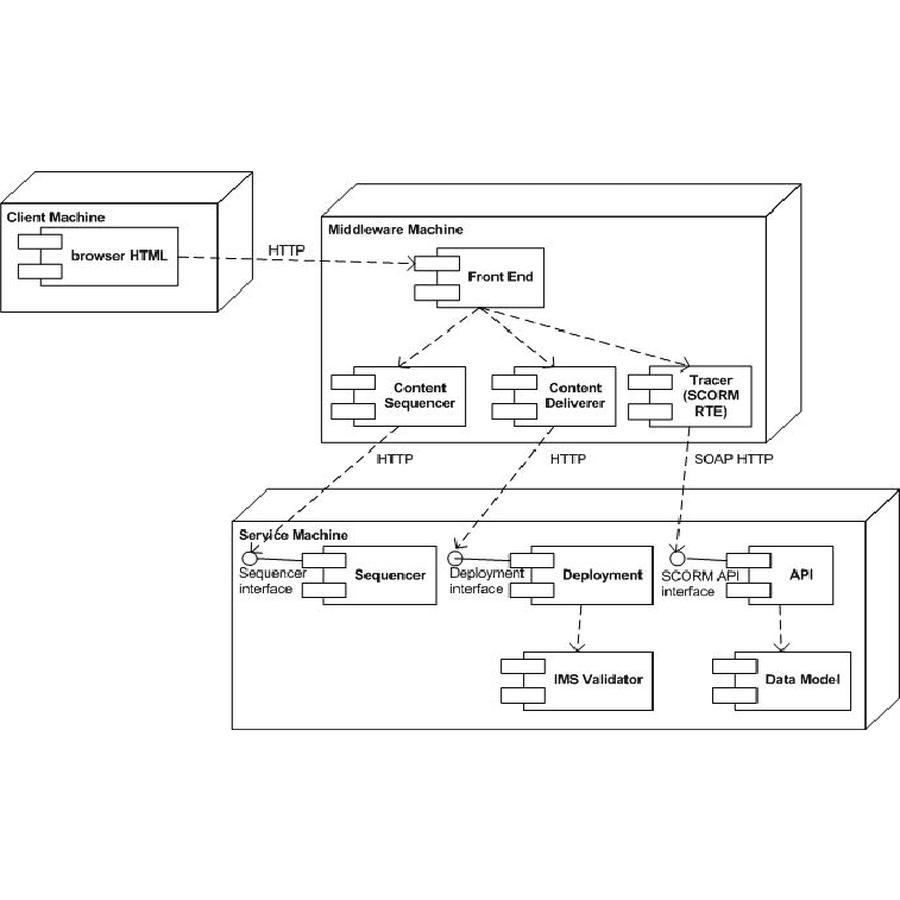 Client Machine
browser HTML
HTTP
Middleware Machine
Front End
Content
Sequencer
Content
Deliverer
Tracer
(SCORM
RTE)
HTTP
HTTP
SOAP HTTP
Service Machine
Sequencer
interface
Sequencer
Deployment
interface
Deployment
SCORM API
interface
API
IMS Validator
Data Model